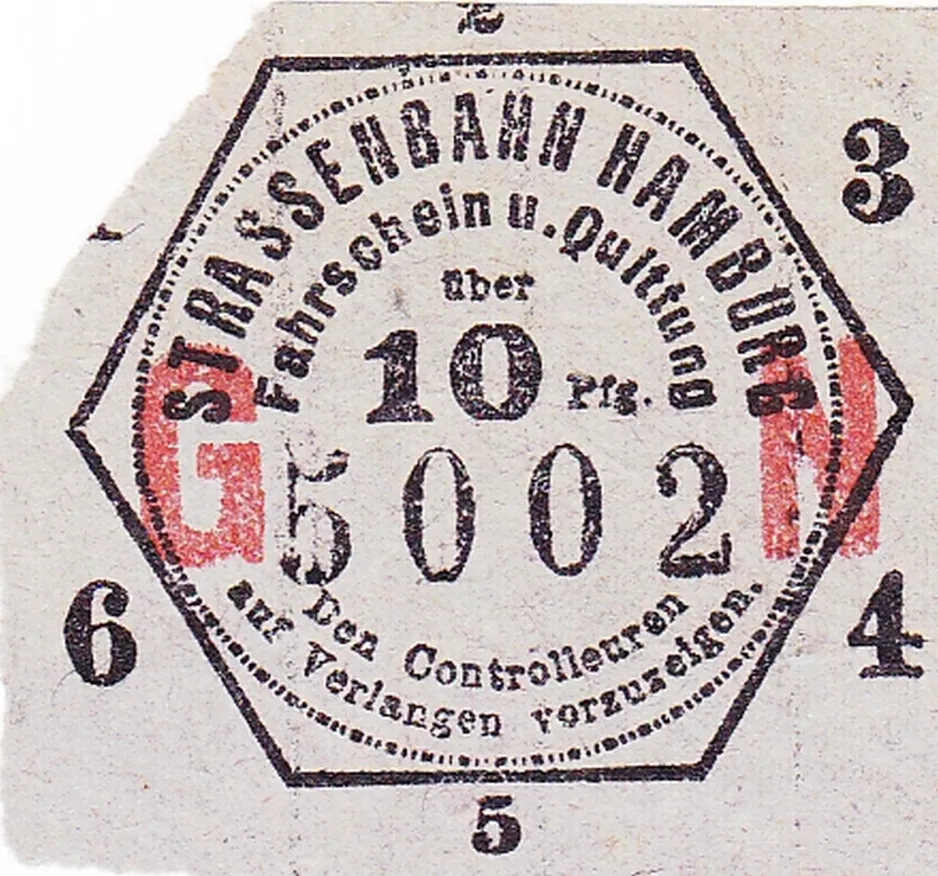 2
3
STRASSENBAHN HAMBURG
Fahrschein u. Quittung
über
10 Pfg.
G N
5002
Den Controlleuren
auf Verlangen vorzuzeigen.
6
4
5